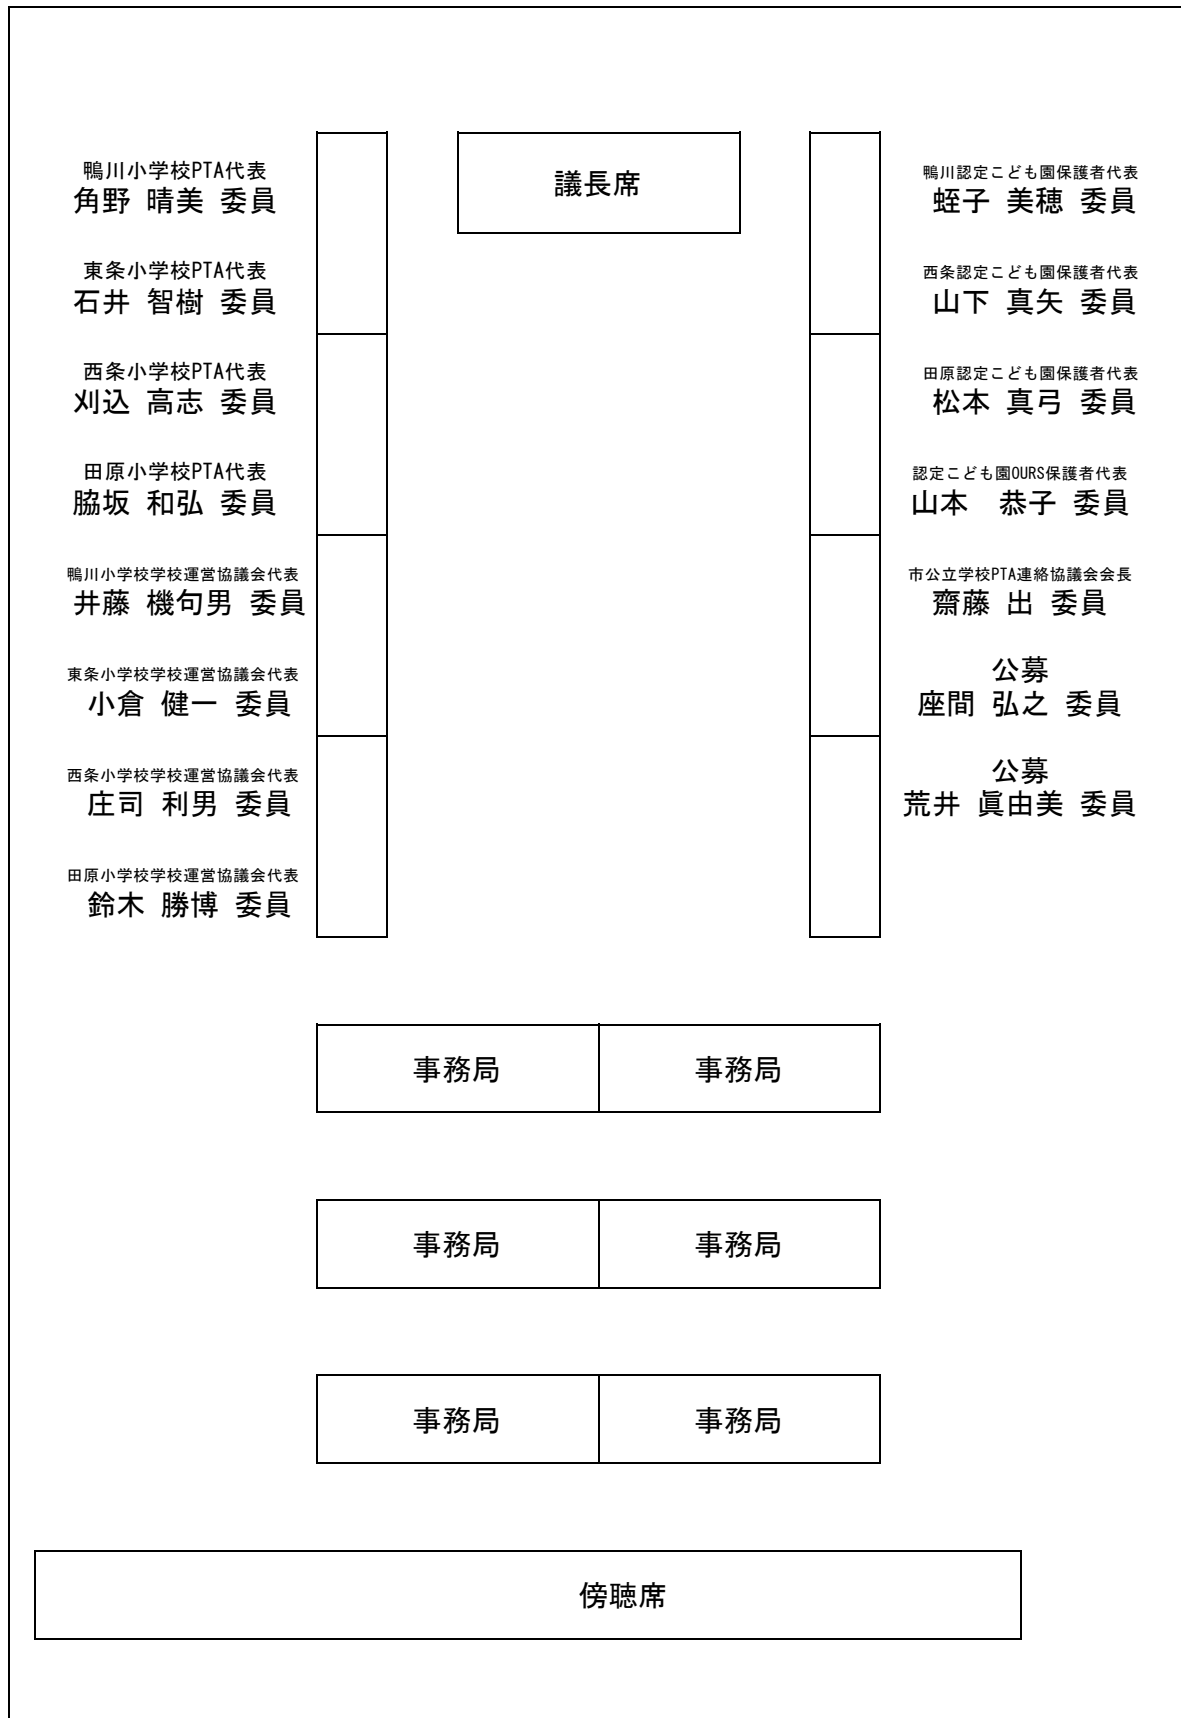 議長席
鴨川小学校PTA代表
角野 晴美 委員
東条小学校PTA代表
石井 智樹 委員
西条小学校PTA代表
刈込 高志 委員
田原小学校PTA代表
脇坂 和弘 委員
鴨川小学校学校運営協議会代表
井藤 機句男 委員
東条小学校学校運営協議会代表
小倉 健一 委員
西条小学校学校運営協議会代表
庄司 利男 委員
田原小学校学校運営協議会代表
鈴木 勝博 委員
鴨川認定こども園保護者代表
蛭子 美穂 委員
西条認定こども園保護者代表
山下 真矢 委員
田原認定こども園保護者代表
松本 真弓 委員
認定こども園OURS保護者代表
山本　恭子 委員
市公立学校PTA連絡協議会会長
齋藤 出 委員
公募
座間 弘之 委員
公募
荒井 眞由美 委員
事務局
事務局
事務局
事務局
事務局
事務局
傍聴席